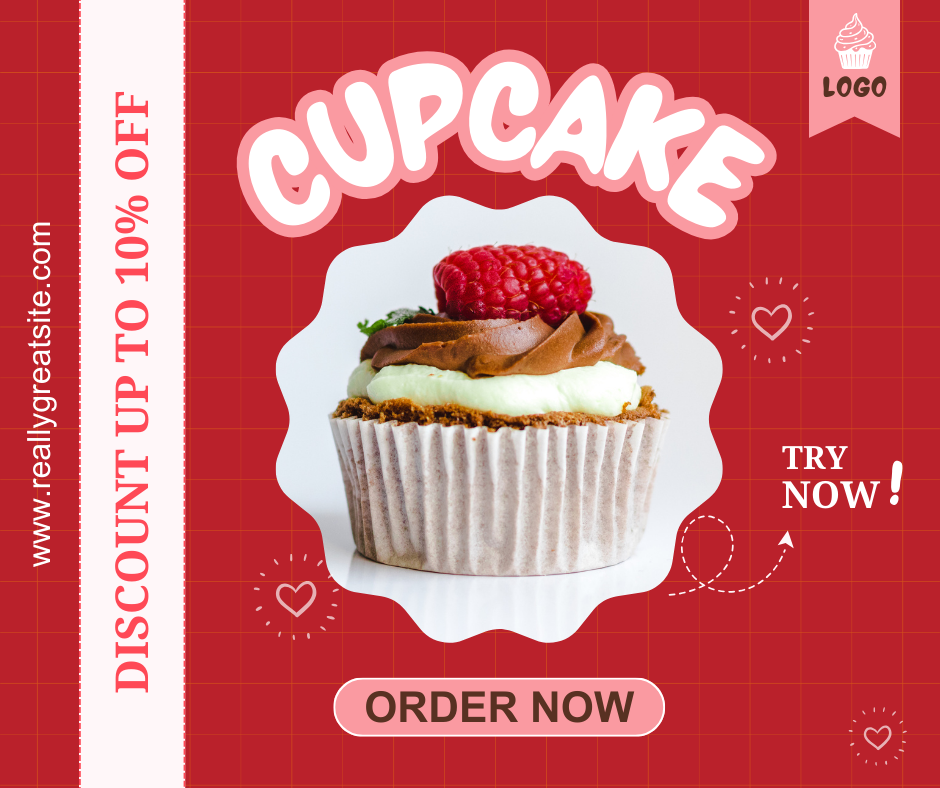 CUPCAKE
LOGO
www.reallygreatsite.com
DISCOUNT UP TO 10% OFF
TRY
NOW!
ORDER NOW